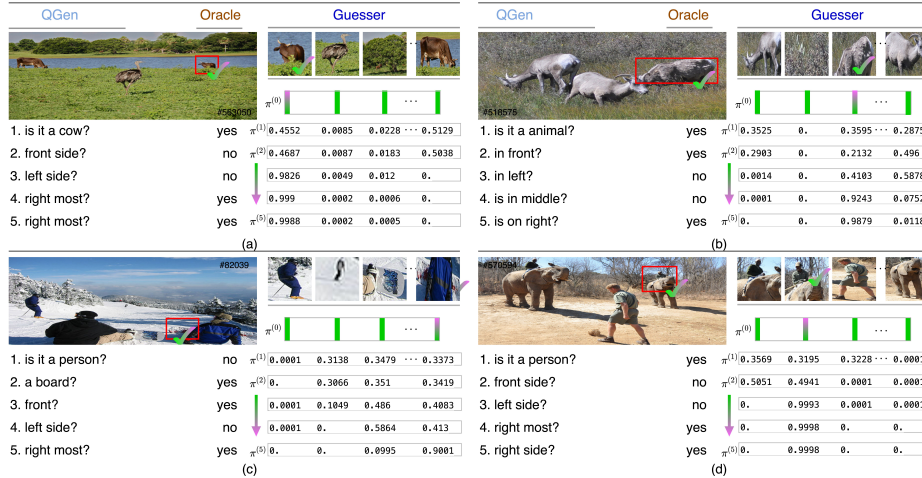 QGen Oracle Guesser
#563050
π(0) ...
1. is it a cow? yes π(1) 0.4552 0.0085 0.0228 ... 0.5129
2. front side? no π(2) 0.4687 0.0087 0.0183 0.5038
3. left side? no 0.9826 0.0049 0.012 0.
4. right most? yes 0.999 0.0002 0.0006 0.
5. right most? yes π(5) 0.9988 0.0002 0.0005 0.
(a)
QGen Oracle Guesser
#518575
π(0) ...
1. is it a animal? yes π(1) 0.3525 0. 0.3595 ... 0.2875
2. in front? yes π(2) 0.2903 0. 0.2132 0.496
3. in left? no 0.0014 0. 0.4103 0.5878
4. is in middle? no 0.0001 0. 0.9243 0.0752
5. is on right? yes π(5) 0. 0. 0.9879 0.0118
(b)
#82039
π(0) ...
1. is it a person? no π(1) 0.0001 0.3138 0.3479 ... 0.3373
2. a board? yes π(2) 0. 0.3066 0.351 0.3419
3. front? yes 0.0001 0.1049 0.486 0.4083
4. left side? no 0.0001 0. 0.5864 0.413
5. right most? yes π(5) 0. 0. 0.0995 0.9001
(c)
#570594
π(0) ...
1. is it a person? yes π(1) 0.3569 0.3195 0.3228 ... 0.0001
2. front side? no π(2) 0.5051 0.4941 0.0001 0.0001
3. left side? no 0. 0.9993 0.0001 0.0001
4. right most? yes 0. 0.9998 0. 0.
5. right side? yes π(5) 0. 0.9998 0. 0.
(d)